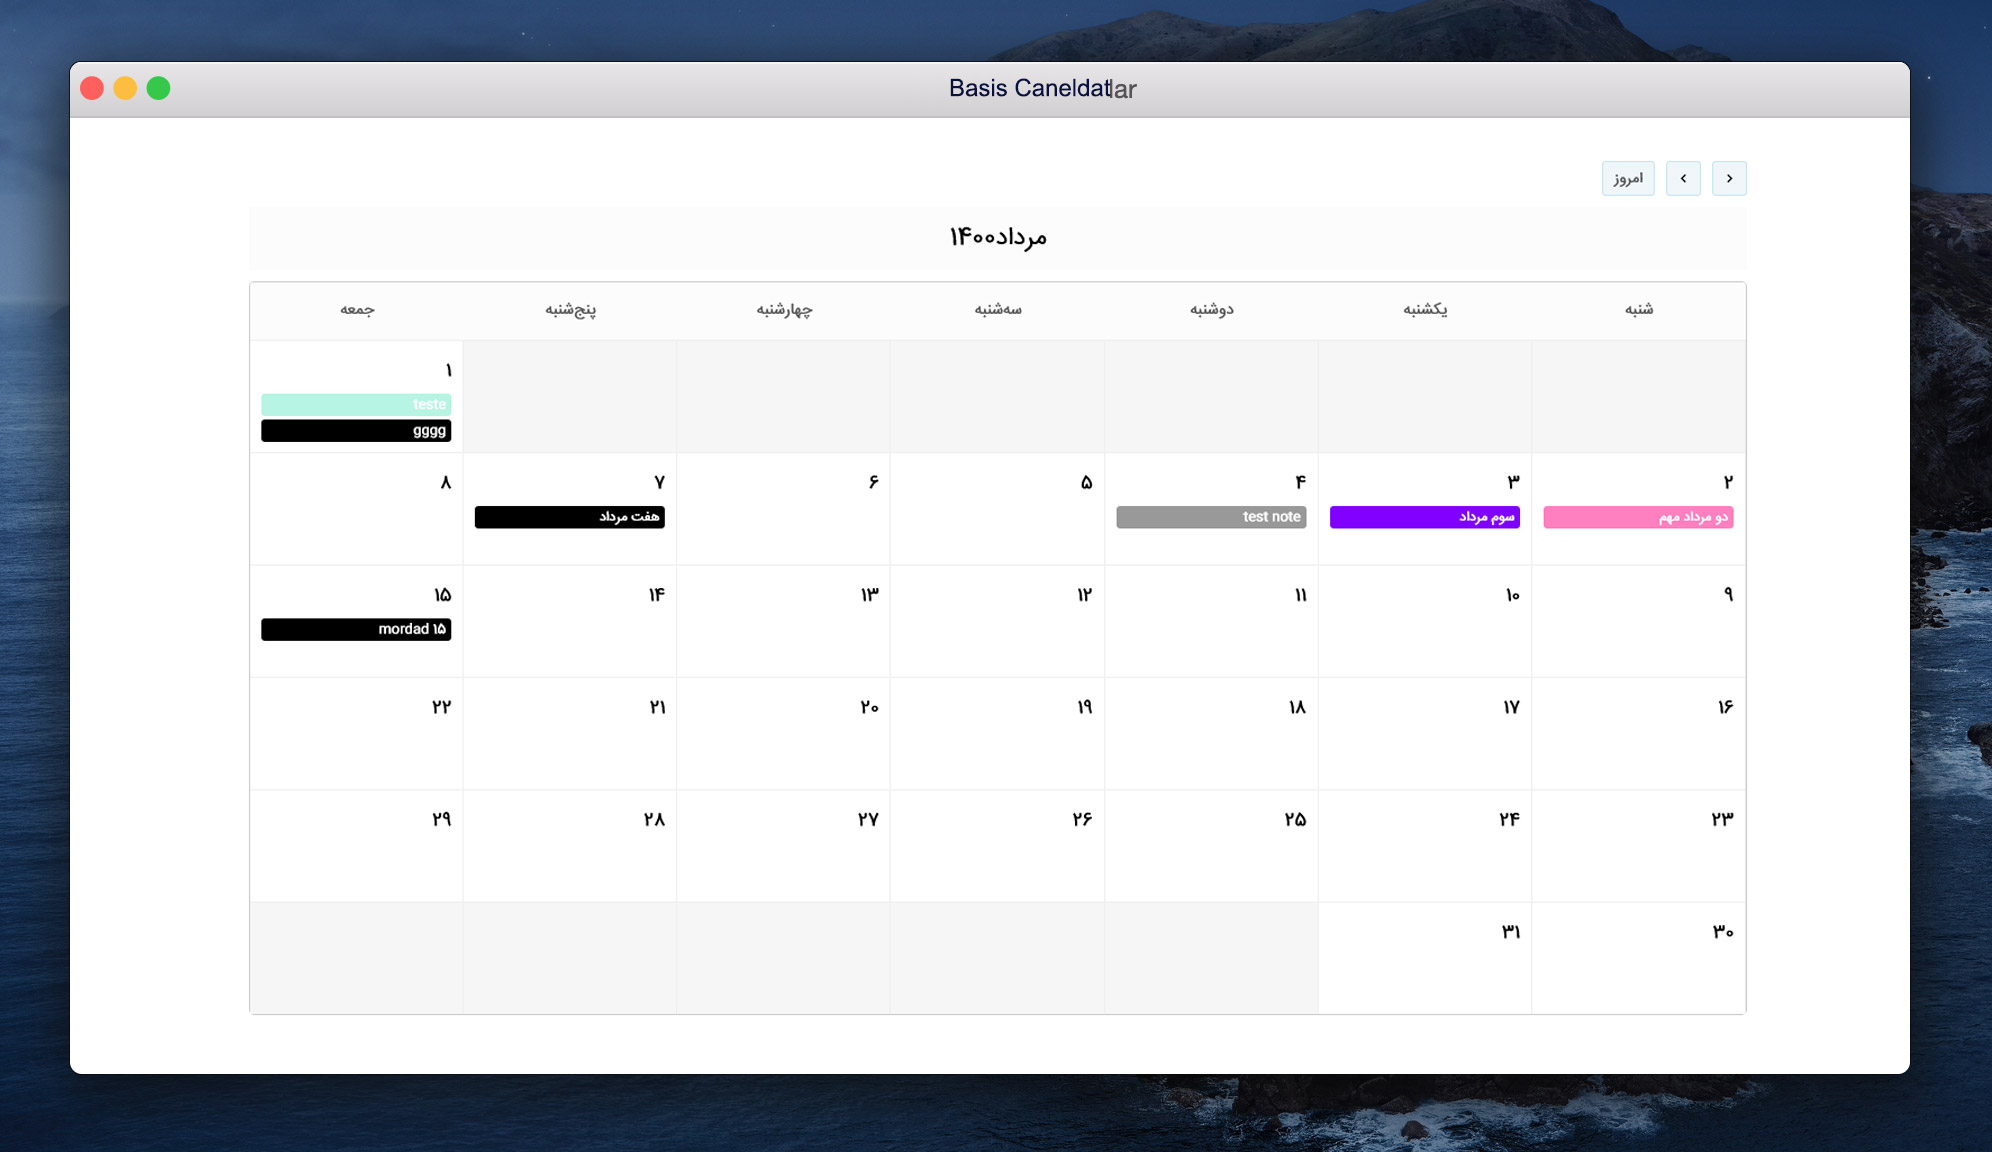 Basis Caneldatlar
امروز
مرداد۱۴۰۰
شنبه یکشنبه دوشنبه سه‌شنبه چهارشنبه پنج‌شنبه جمعه
۱
teste
gggg
۲ ۳ ۴ ۵ ۶ ۷ ۸
دو مرداد مهم سوم مرداد test note هفت مرداد
۹ ۱۰ ۱۱ ۱۲ ۱۳ ۱۴ ۱۵
mordad ۱۵
۱۶ ۱۷ ۱۸ ۱۹ ۲۰ ۲۱ ۲۲
۲۳ ۲۴ ۲۵ ۲۶ ۲۷ ۲۸ ۲۹
۳۰ ۳۱